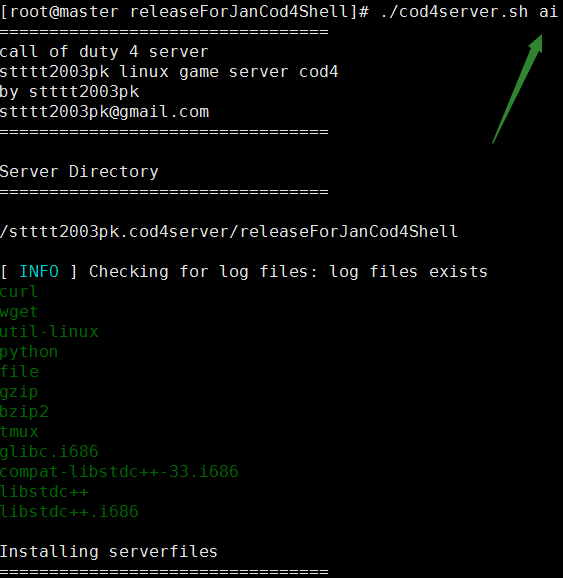 [root@master releaseForJanCod4Shell]# ./cod4server.sh ai
=================================
call of duty 4 server
stttt2003pk linux game server cod4
by stttt2003pk
stttt2003pk@gmail.com
=================================
Server Directory
=================================
/stttt2003pk.cod4server/releaseForJanCod4Shell
[ INFO ] Checking for log files: log files exists
curl
wget
util-linux
python
file
gzip
bzip2
tmux
glibc.i686
compat-libstdc++-33.i686
libstdc++
libstdc++.i686
Installing serverfiles
=================================